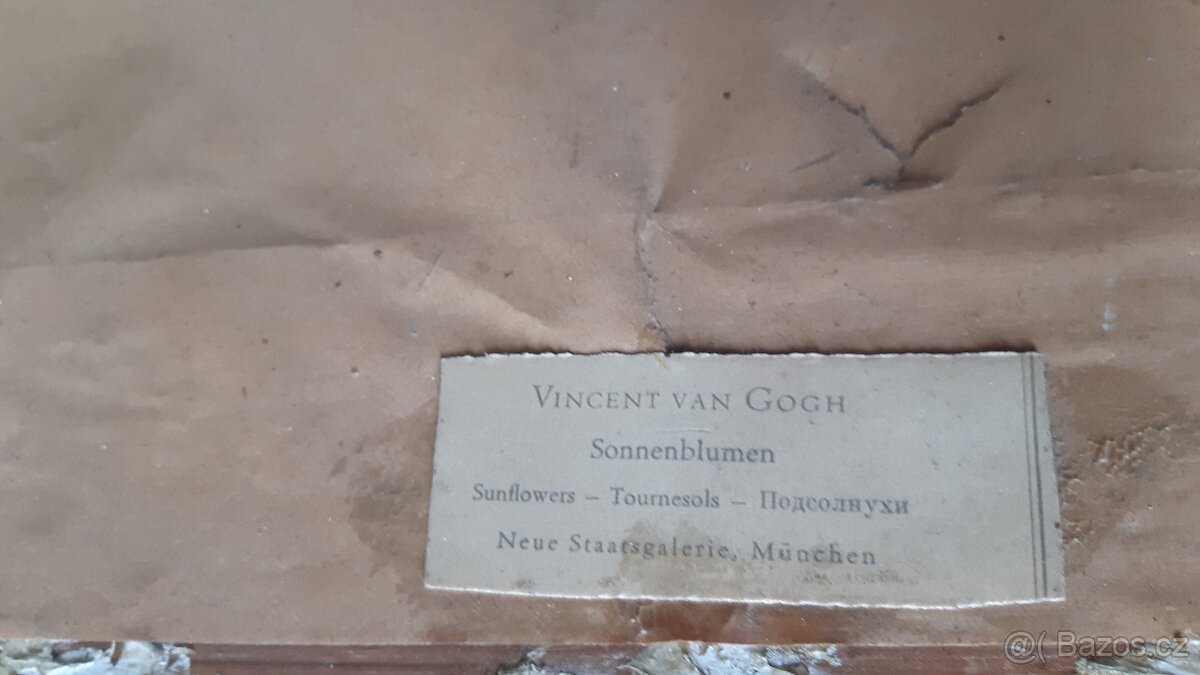 VINCENT VAN GOGH
Sonnenblumen
Sunflowers – Tournesols – Подсолнухи
Neue Staatsgalerie, München
@( Bazos.cz